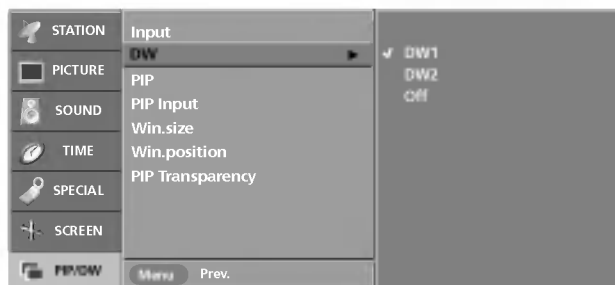 STATION
PICTURE
SOUND
TIME
SPECIAL
SCREEN
PIP/DW
Input
DW
PIP
PIP Input
Win.size
Win.position
PIP Transparency
Menu Prev.
DW1
DW2
Off